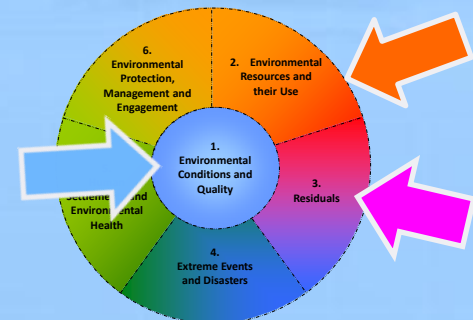 6.
Environmental
Protection,
Management and
Engagement
2. Environmental
Resources and
their Use
1.
Environmental
Conditions and
Quality
3.
Residuals
and
Environmental
Health
4.
Extreme Events
and Disasters